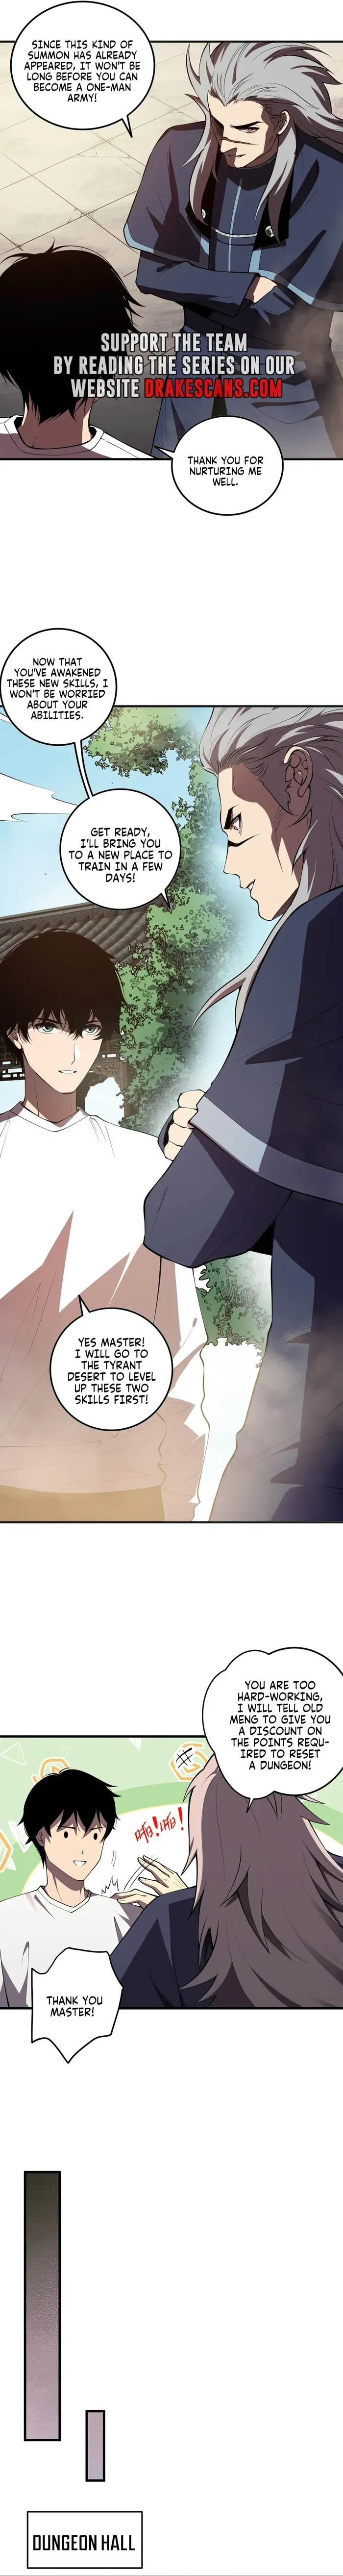 SINCE THIS KIND OF
SUMMON HAS ALREADY
APPEARED, IT WON'T BE
LONG BEFORE YOU CAN
BECOME A ONE-MAN
ARMY!
SUPPORT THE TEAM
BY READING THE SERIES ON OUR
WEBSITE DRAKESCANS.COM
THANK YOU FOR
NURTURING ME
WELL.
NOW THAT
YOU'VE AWAKENED
THESE NEW SKILLS, I
WON'T BE WORRIED
ABOUT YOUR
ABILITIES.
GET READY,
I'LL BRING YOU
TO A NEW PLACE TO
TRAIN IN A FEW
DAYS!
YES MASTER!
I WILL GO TO
THE TYRANT
DESERT TO LEVEL
UP THESE TWO
SKILLS FIRST!
YOU ARE TOO
HARD-WORKING,
I WILL TELL OLD
MENG TO GIVE YOU
A DISCOUNT ON
THE POINTS REQU-
IRED TO RESET
A DUNGEON!
啪!啪!
THANK YOU
MASTER!
DUNGEON HALL